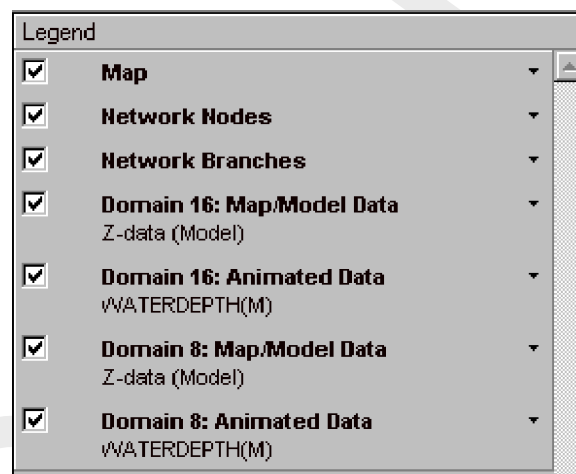 Legend
Map
Network Nodes
Network Branches
Domain 16: Map/Model Data
Z-data (Model)
Domain 16: Animated Data
WATERDEPTH(M)
Domain 8: Map/Model Data
Z-data (Model)
Domain 8: Animated Data
WATERDEPTH(M)